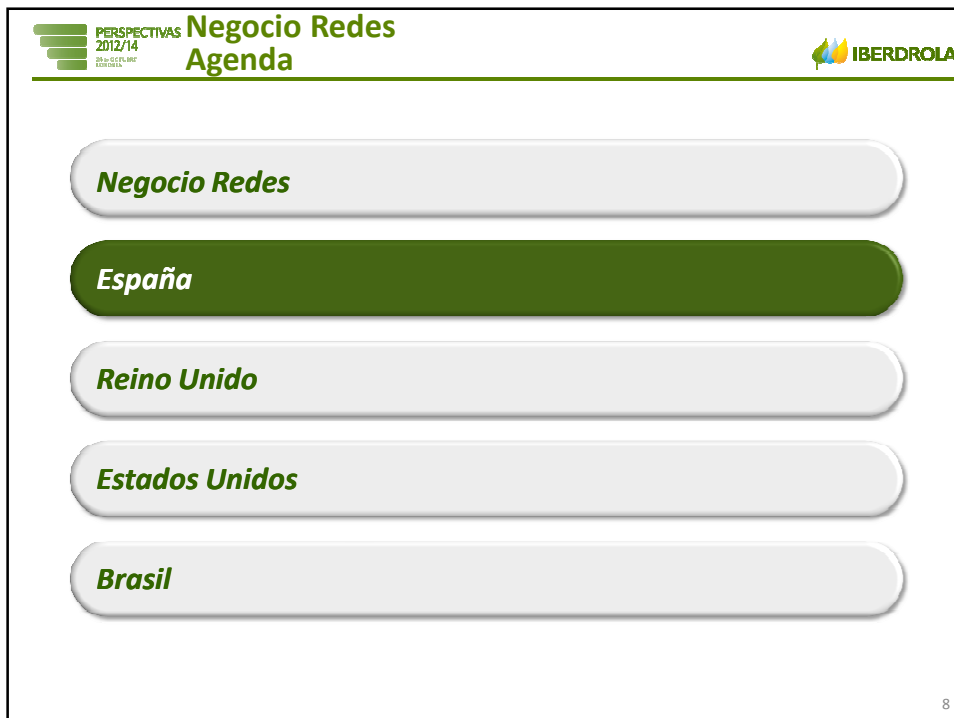 PERSPECTIVAS
2012/14
Negocio Redes
Agenda
IBERDROLA
Negocio Redes
España
Reino Unido
Estados Unidos
Brasil
8